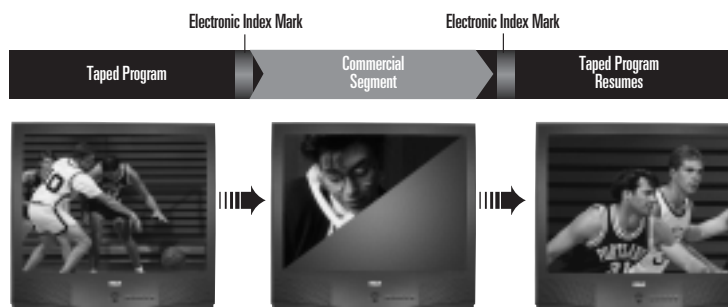 Electronic Index Mark
Electronic Index Mark
Taped Program
Commercial
Segment
Taped Program
Resumes